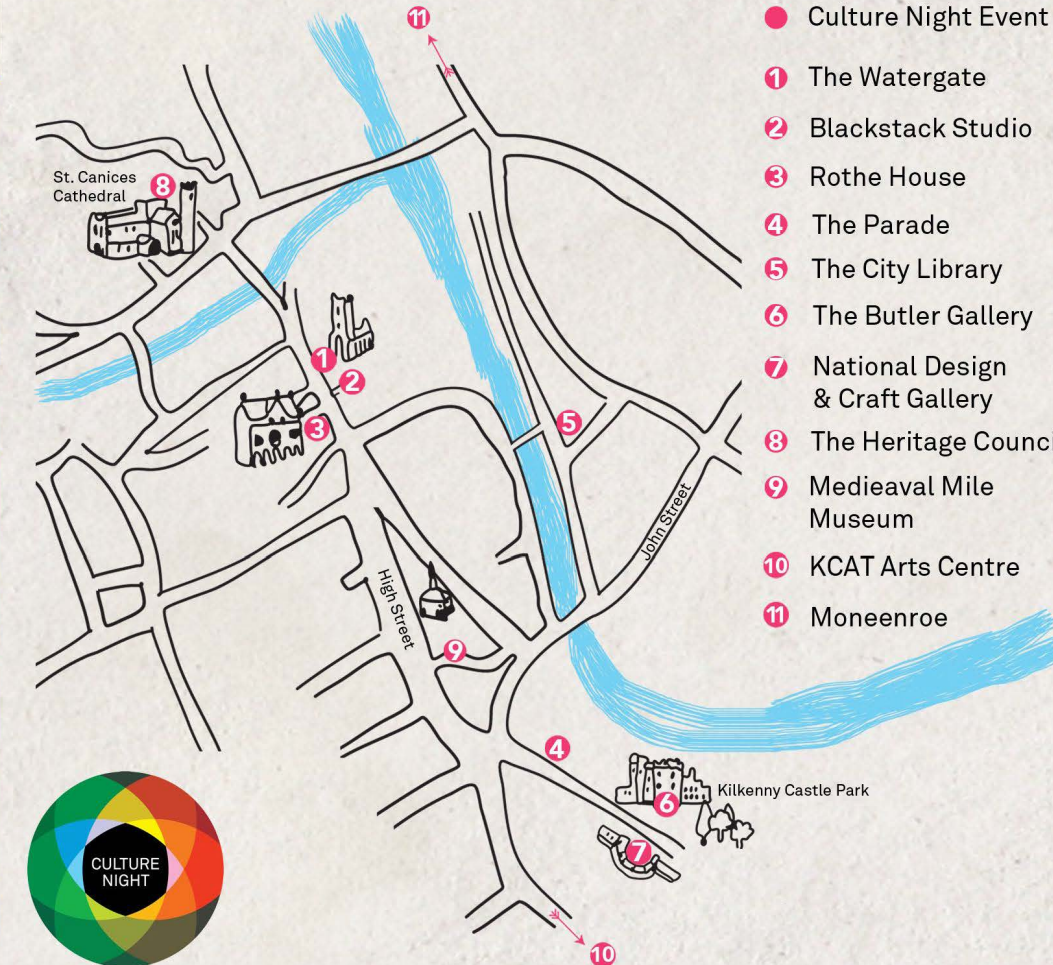 11
Culture Night Event
1 The Watergate
2 Blackstack Studio
3 Rothe House
4 The Parade
5 The City Library
6 The Butler Gallery
7 National Design
& Craft Gallery
8 The Heritage
9 Medieaval Mile
Museum
10 KCAT Arts Centre
11 Moneenroe
St. Canices
Cathedral
8
1
2
3
5
John Street
High Street
9
4
6
Kilkenny Castle Park
7
10
CULTURE
NIGHT